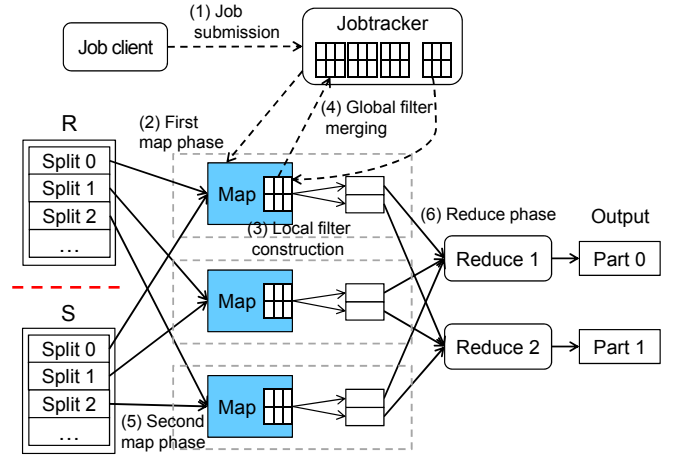 (1) Job
submission
Job client
Jobtracker
(4) Global filter
merging
(2) First
map phase
R
Split 0
Split 1
Split 2
…
Map
(3) Local filter
construction
(6) Reduce phase
Output
Reduce 1
Part 0
Map
S
Split 0
Split 1
Split 2
…
Reduce 2
Part 1
Map
(5) Second
map phase